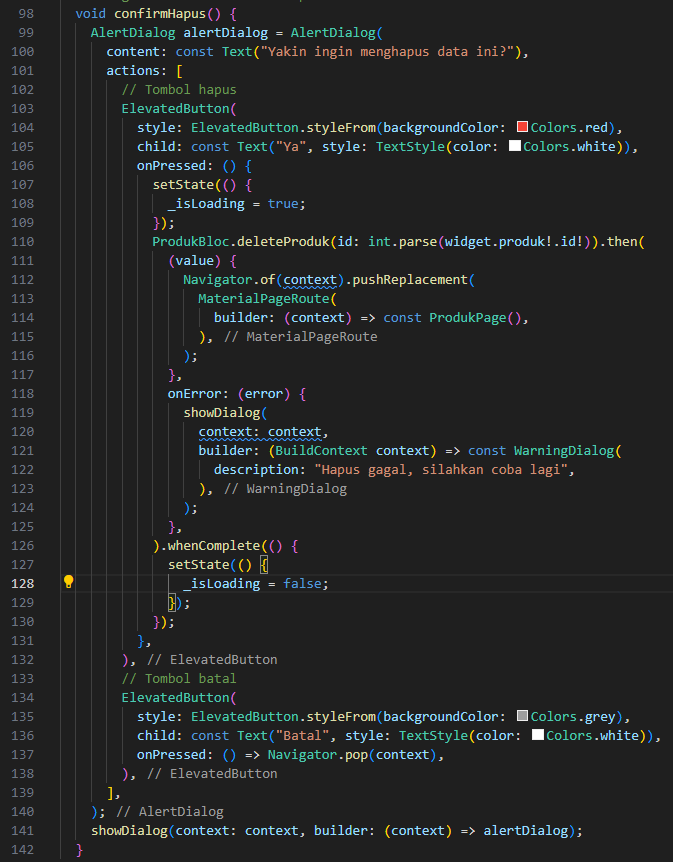 98 void confirmHapus() {
99 AlertDialog alertDialog = AlertDialog(
100 content: const Text("Yakin ingin menghapus data ini?"),
101 actions: [
102 // Tombol hapus
103 ElevatedButton(
104 style: ElevatedButton.styleFrom(backgroundColor: Colors.red),
105 child: const Text("Ya", style: TextStyle(color: Colors.white)),
106 onPressed: () {
107 setState(() {
108 _isLoading = true;
109 });
110 ProdukBloc.deleteProduk(id: int.parse(widget.produk!.id!)).then(
111 (value) {
112 Navigator.of(context).pushReplacement(
113 MaterialPageRoute(
114 builder: (context) => const ProdukPage(),
115 ), // MaterialPageRoute
116 );
117 },
118 onError: (error) {
119 showDialog(
120 context: context,
121 builder: (BuildContext context) => const WarningDialog(
122 description: "Hapus gagal, silahkan coba lagi",
123 ), // WarningDialog
124 );
125 },
126 ).whenComplete(() {
127 setState(() {
128 _isLoading = false;
129 });
130 });
131 },
132 ), // ElevatedButton
133 // Tombol batal
134 ElevatedButton(
135 style: ElevatedButton.styleFrom(backgroundColor: Colors.grey),
136 child: const Text("Batal", style: TextStyle(color: Colors.white)),
137 onPressed: () => Navigator.pop(context),
138 ), // ElevatedButton
139 ],
140 ); // AlertDialog
141 showDialog(context: context, builder: (context) => alertDialog);
142 }